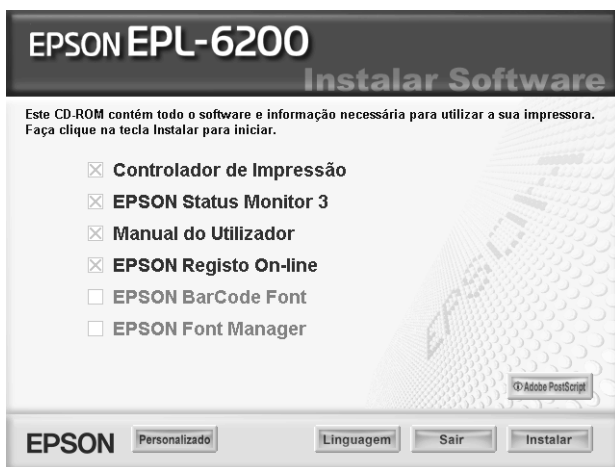 EPSON EPL-6200
Instalar Software
Este CD-ROM contém todo o software e informação necessária para utilizar a sua impressora.
Faça clique na tecla Instalar para iniciar.
Controlador de Impressão
EPSON Status Monitor 3
Manual do Utilizador
EPSON Registo On-line
EPSON BarCode Font
EPSON Font Manager
EPSON
Adobe PostScript
EPSON
Personalizado
Linguagem
Sair
Instalar